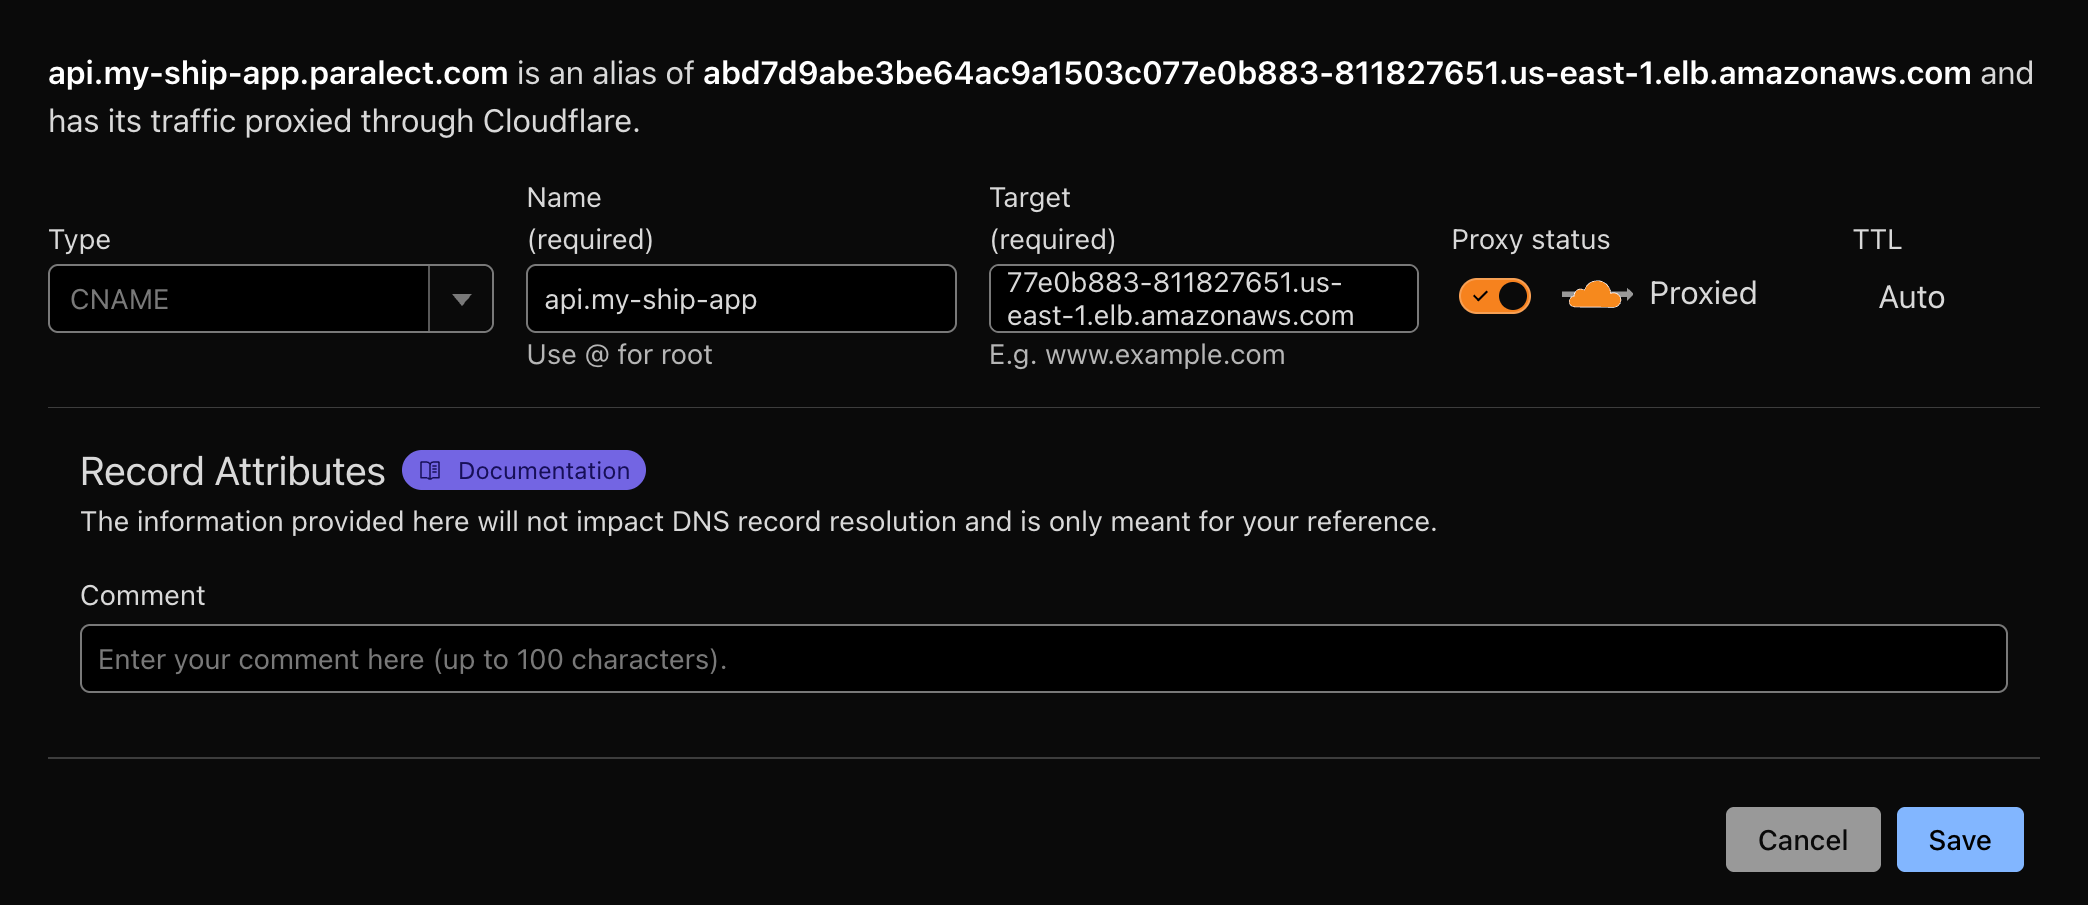 api.my-ship-app.paralect.com is an alias of abd7d9abe3be64ac9a1503c077e0b883-811827651.us-east-1.elb.amazonaws.com and
has its traffic proxied through Cloudflare.
Type
Name
(required)
Target
(required)
Proxy status
TTL
CNAME
api.my-ship-app
77e0b883-811827651.us-
east-1.elb.amazonaws.com
Proxied
Auto
Use @ for root
E.g. www.example.com
Record Attributes
Documentation
The information provided here will not impact DNS record resolution and is only meant for your reference.
Comment
Enter your comment here (up to 100 characters).
Cancel
Save